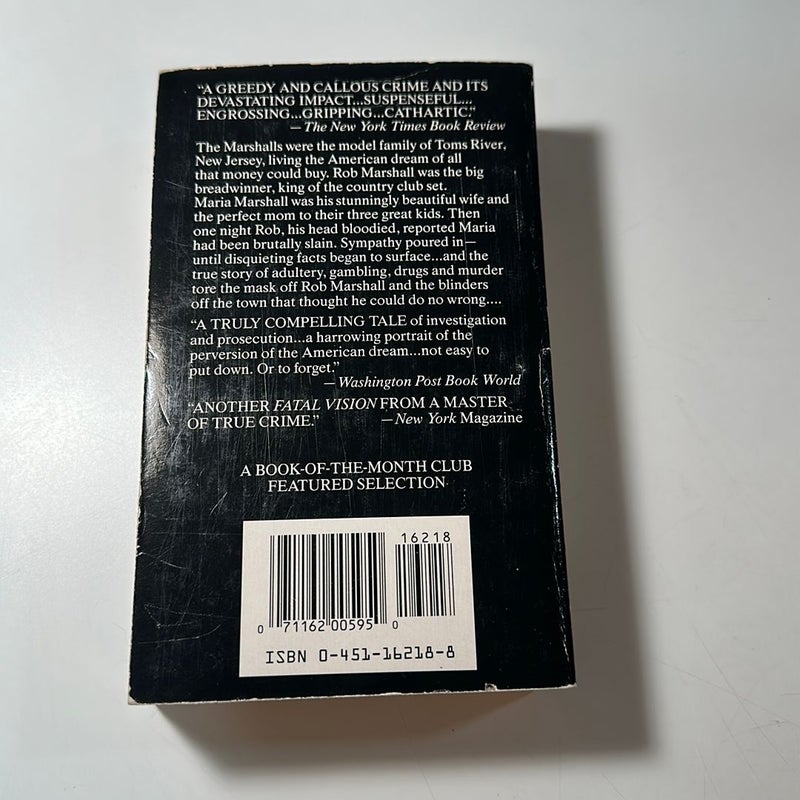 “A GREEDY AND CALLOUS CRIME AND ITS
DEVASTATING IMPACT...SUSPENSEFUL...
ENGROSSING...GRIPPING...CATHARTIC.”
— The New York Times Book Review
The Marshalls were the model family of Toms River,
New Jersey, living the American dream of all
that money could buy. Rob Marshall was the big
breadwinner, king of the country club set.
Maria Marshall was his stunningly beautiful wife and
the perfect mom to their three great kids. Then
one night Rob, his head bloodied, reported Maria
had been brutally slain. Sympathy poured in—
until disquieting facts began to surface...and the
true story of adultery, gambling, drugs and murder
tore the mask off Rob Marshall and the blinders
off the town that thought he could do no wrong....
“A TRULY COMPELLING TALE of investigation
and prosecution...a harrowing portrait of the
perversion of the American dream...not easy to
put down. Or to forget.”
— Washington Post Book World
“ANOTHER FATAL VISION FROM A MASTER
OF TRUE CRIME.” —New York Magazine
A BOOK-OF-THE-MONTH CLUB
FEATURED SELECTION
16218
0 71162 00595 0
ISBN 0-451-16218-8